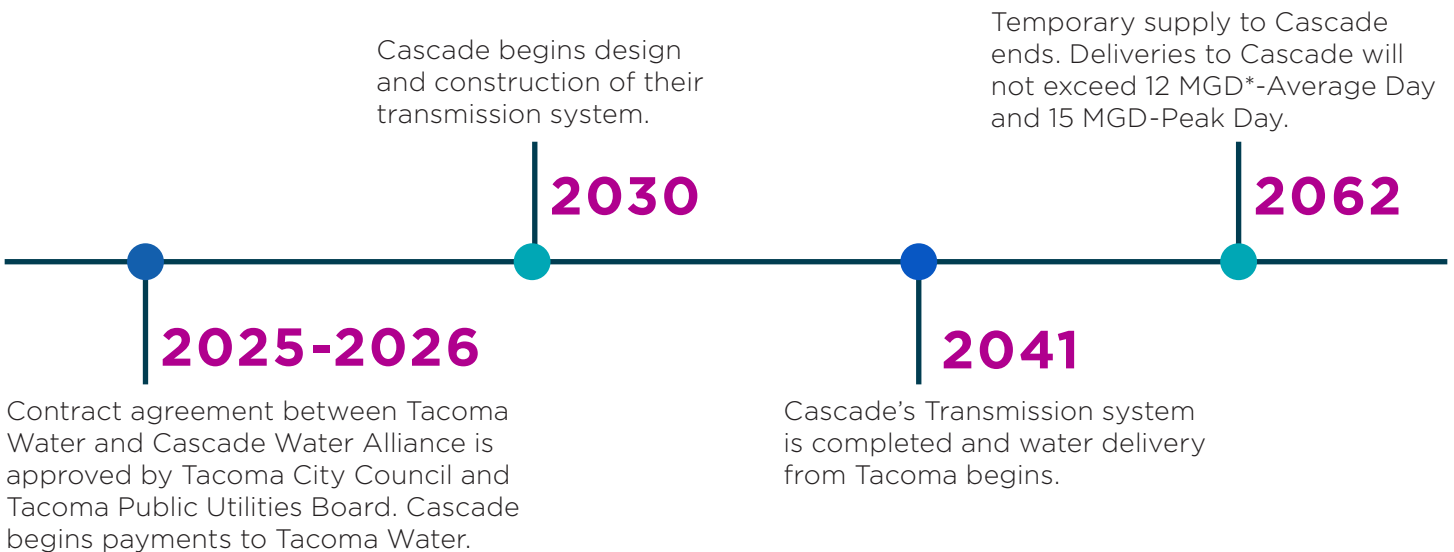 Cascade begins design
and construction of their
transmission system.
2030
Temporary supply to Cascade
ends. Deliveries to Cascade will
not exceed 12 MGD*-Average Day
and 15 MGD-Peak Day.
2062
2025-2026
Contract agreement between Tacoma
Water and Cascade Water Alliance is
approved by Tacoma City Council and
Tacoma Public Utilities Board. Cascade
begins payments to Tacoma Water.
2041
Cascade’s Transmission system
is completed and water delivery
from Tacoma begins.